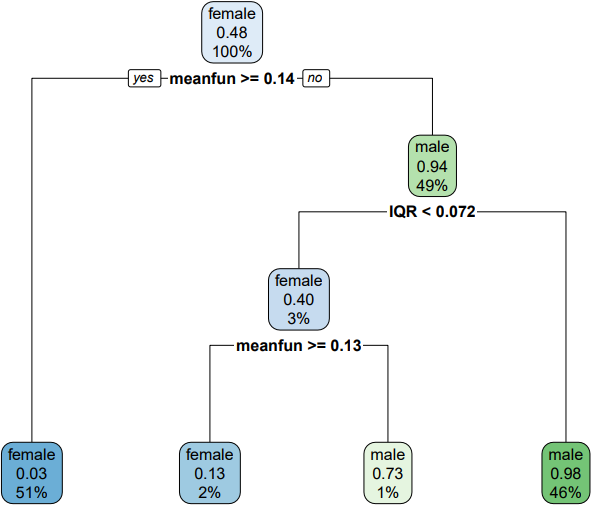 female
0.48
100%
yes meanfun >= 0.14 no
male
0.94
49%
IQR < 0.072
female
0.40
3%
meanfun >= 0.13
female
0.03
51%
female
0.13
2%
male
0.73
1%
male
0.98
46%